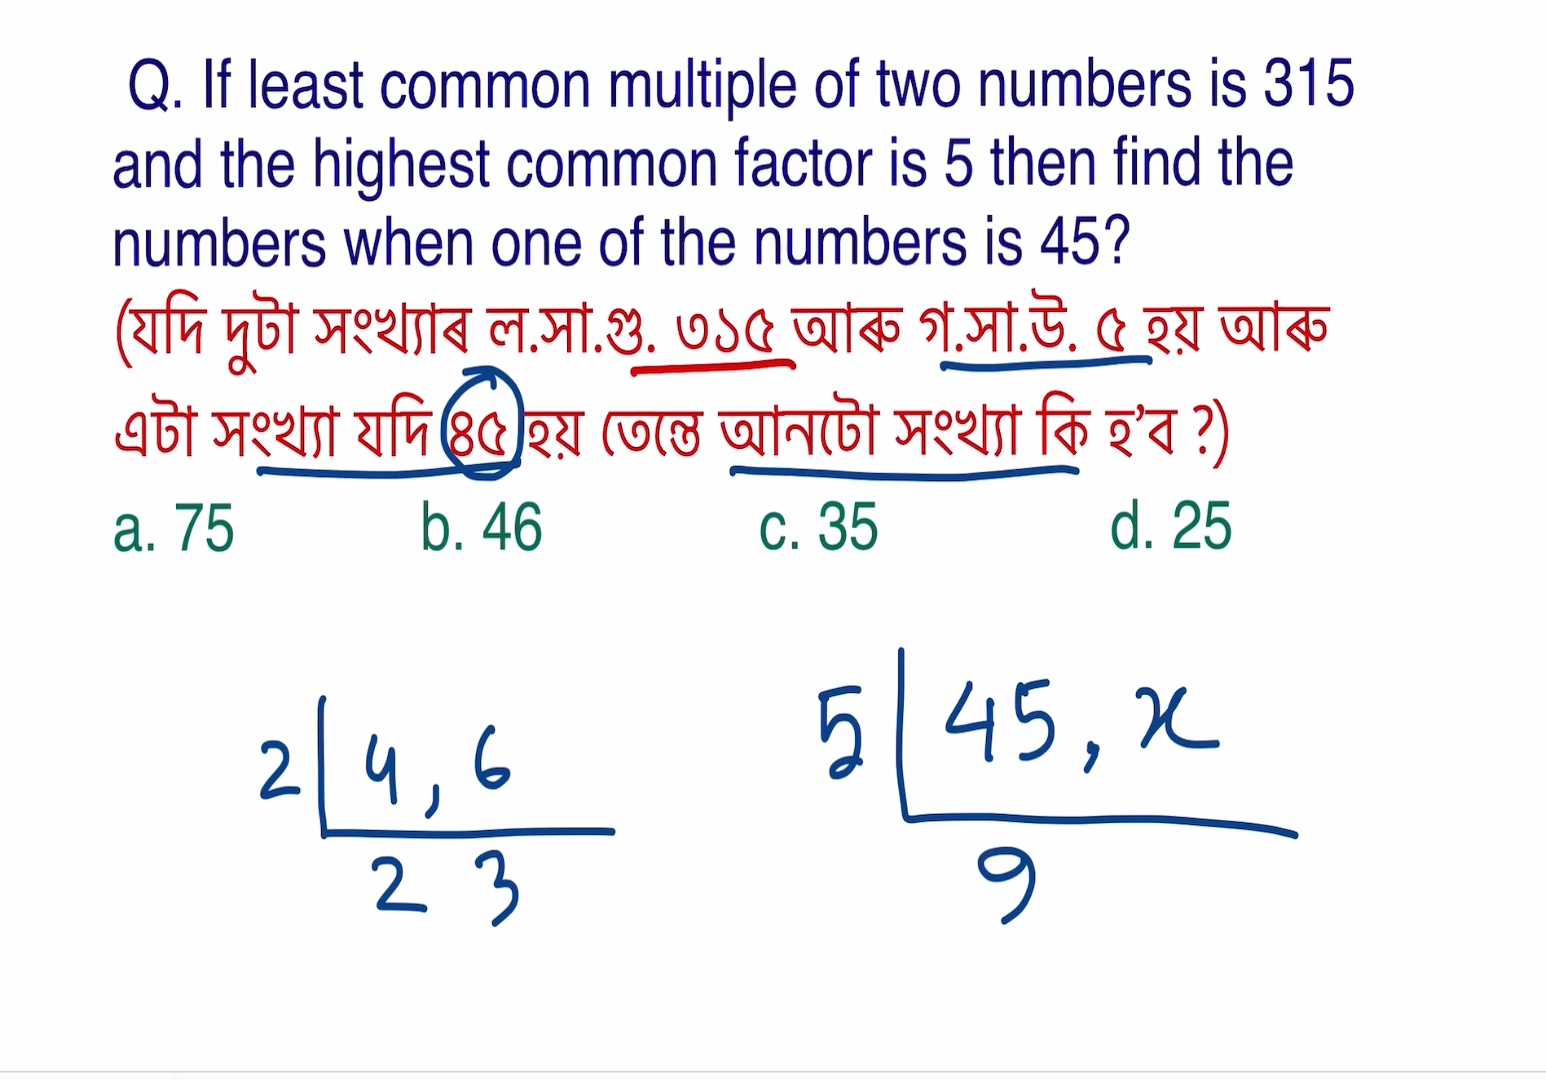 Q. If least common multiple of two numbers is 315
and the highest common factor is 5 then find the
numbers when one of the numbers is 45?
(যদি দুটা সংখ্যাৰ ল.সা.গু. ৩১৫ আৰু গ.সা.উ. ৫ হয় আৰু
এটা সংখ্যা যদি ৪৫ হয় তেন্তে আনটো সংখ্যা কি হ’ব ?)
a. 75 b. 46 c. 35 d. 25
2 4, 6
2 3
5 45, x
9